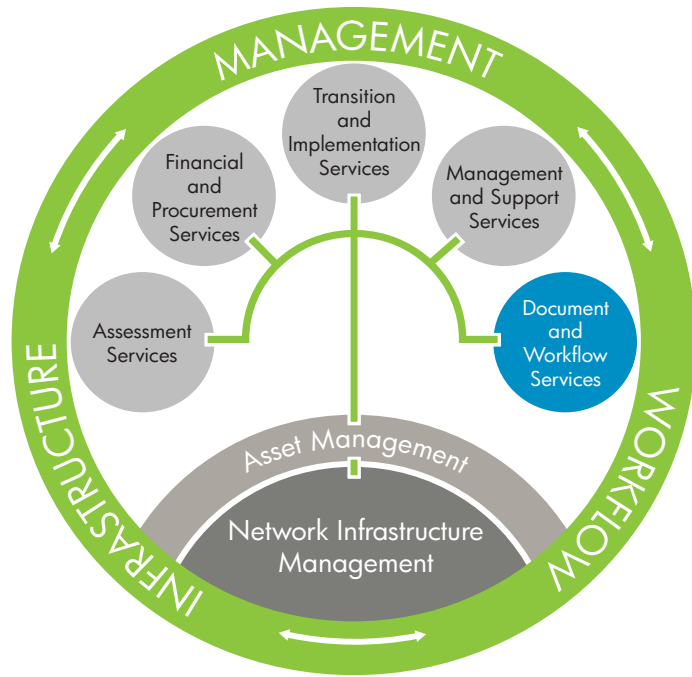 MANAGEMENT
Transition
and
Implementation
Services
Financial
and
Procurement
Services
Management
and Support
Services
Assessment
Services
Document
and
Workflow
Services
INFRASTRUCTURE
WORKFLOW
Asset Management
Network Infrastructure
Management